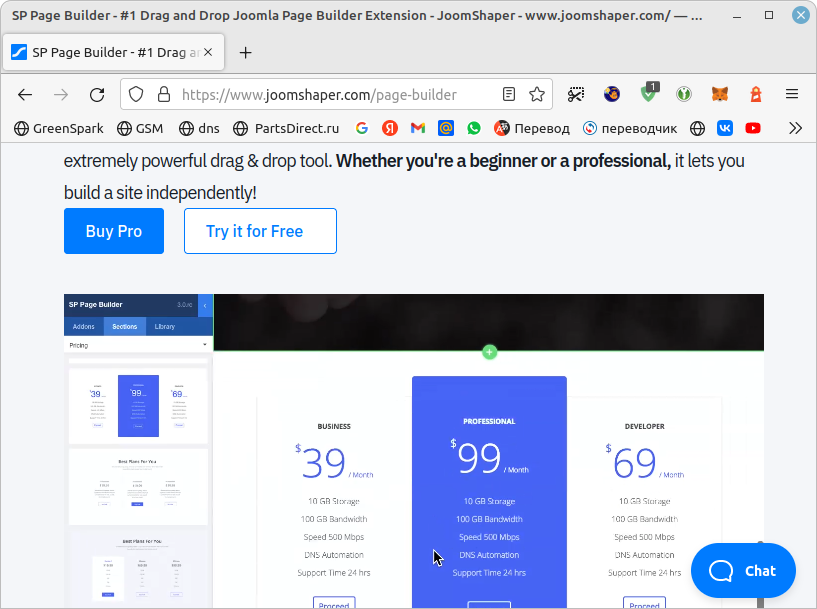 SP Page Builder - #1 Drag and Drop Joomla Page Builder Extension - JoomShaper - www.joomshaper.com/ — ...
SP Page Builder - #1 Drag a
https://www.joomshaper.com/page-builder
1
GreenSpark GSM dns PartsDirect.ru Перевод переводчик
extremely powerful drag & drop tool. Whether you're a beginner or a professional, it lets you
build a site independently!
Buy Pro Try it for Free
SP Page Builder
Addons Sections Library
Pricing
$39 $99 $69
Best Plans For You
Best Plans For You
BUSINESS PROFESSIONAL DEVELOPER
$39 / Month $99 / Month $69 / Month
10 GB Storage 10 GB Storage 10 GB Storage
100 GB Bandwidth 100 GB Bandwidth 100 GB Bandwidth
Speed 500 Mbps Speed 500 Mbps Speed 500 Mbps
DNS Automation DNS Automation DNS Automation
Support Time 24 hrs Support Time 24 hrs Support Time 24 hrs
Proceed Proceed
Chat